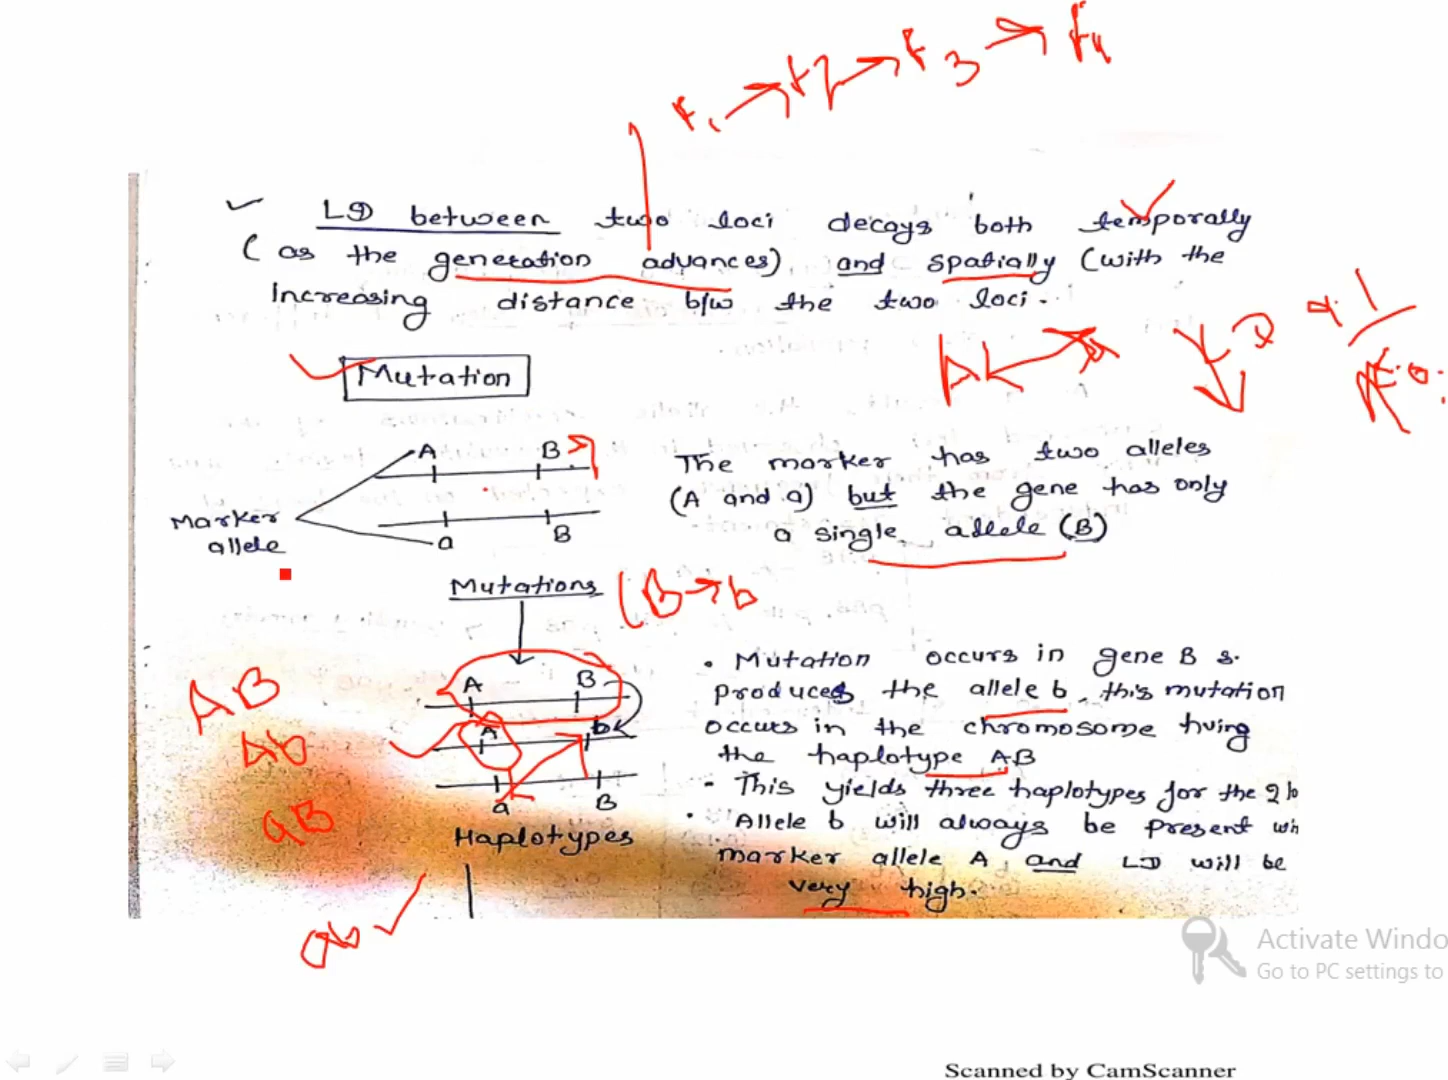 F1 → F2 → F3 → F4
LD between two loci decays both temporally
(as the generation advances) and spatially (with the
increasing distance b/w the two loci.
Mutation
A B
Marker
allele
a B
The marker has two alleles
(A and a) but the gene has only
a single allele (B)
Mutations
(B → b
A B
A b
a B
Haplotypes
AB
Ab
aB
ab
• Mutation occurs in gene B &
produces the allele b, this mutation
occurs in the chromosome hving
the haplotype AB
- This yields three haplotypes for the 2 lo
• Allele b will always be present wi
marker allele A and LD will be
very high.
Activate Windo
Go to PC settings to
Scanned by CamScanner